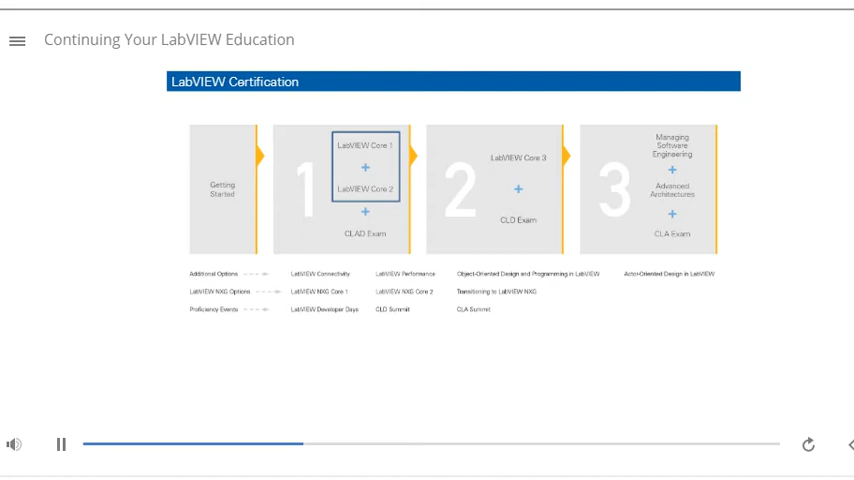 Continuing Your LabVIEW Education
LabVIEW Certification
Getting
Started
1
LabVIEW Core 1
+
LabVIEW Core 2
+
CLAD Exam
2
LabVIEW Core 3
+
CLD Exam
3
Managing
Software
Engineering
+
Advanced
Architectures
+
CLA Exam
Additional Options LabVIEW Connectivity LabVIEW Performance Object-Oriented Design and Programming in LabVIEW Actor-Oriented Design in LabVIEW
LabVIEW NXG Options LabVIEW NXG Core 1 LabVIEW NXG Core 2 Transitioning to LabVIEW NXG
Proficiency Events LabVIEW Developer Days CLD Summit CLA Summit